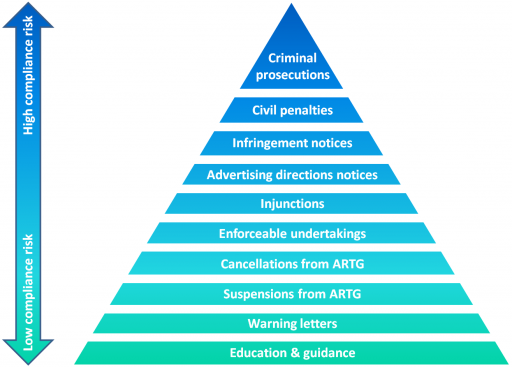 High compliance risk
Low compliance risk
Criminal
prosecutions
Civil penalties
Infringement notices
Advertising directions notices
Injunctions
Enforceable undertakings
Cancellations from ARTG
Suspensions from ARTG
Warning letters
Education & guidance